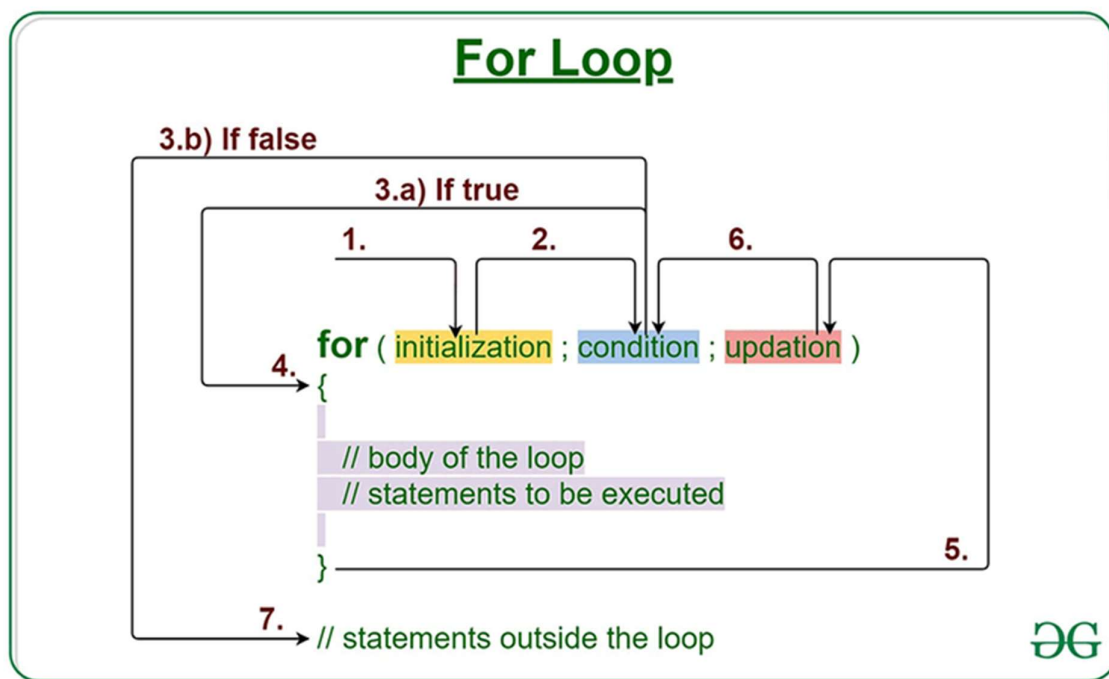 For Loop
3.b) If false
3.a) If true
1. 2. 6.
for ( initialization ; condition ; updation )
4.
{
// body of the loop
// statements to be executed
5.
}
7.
// statements outside the loop